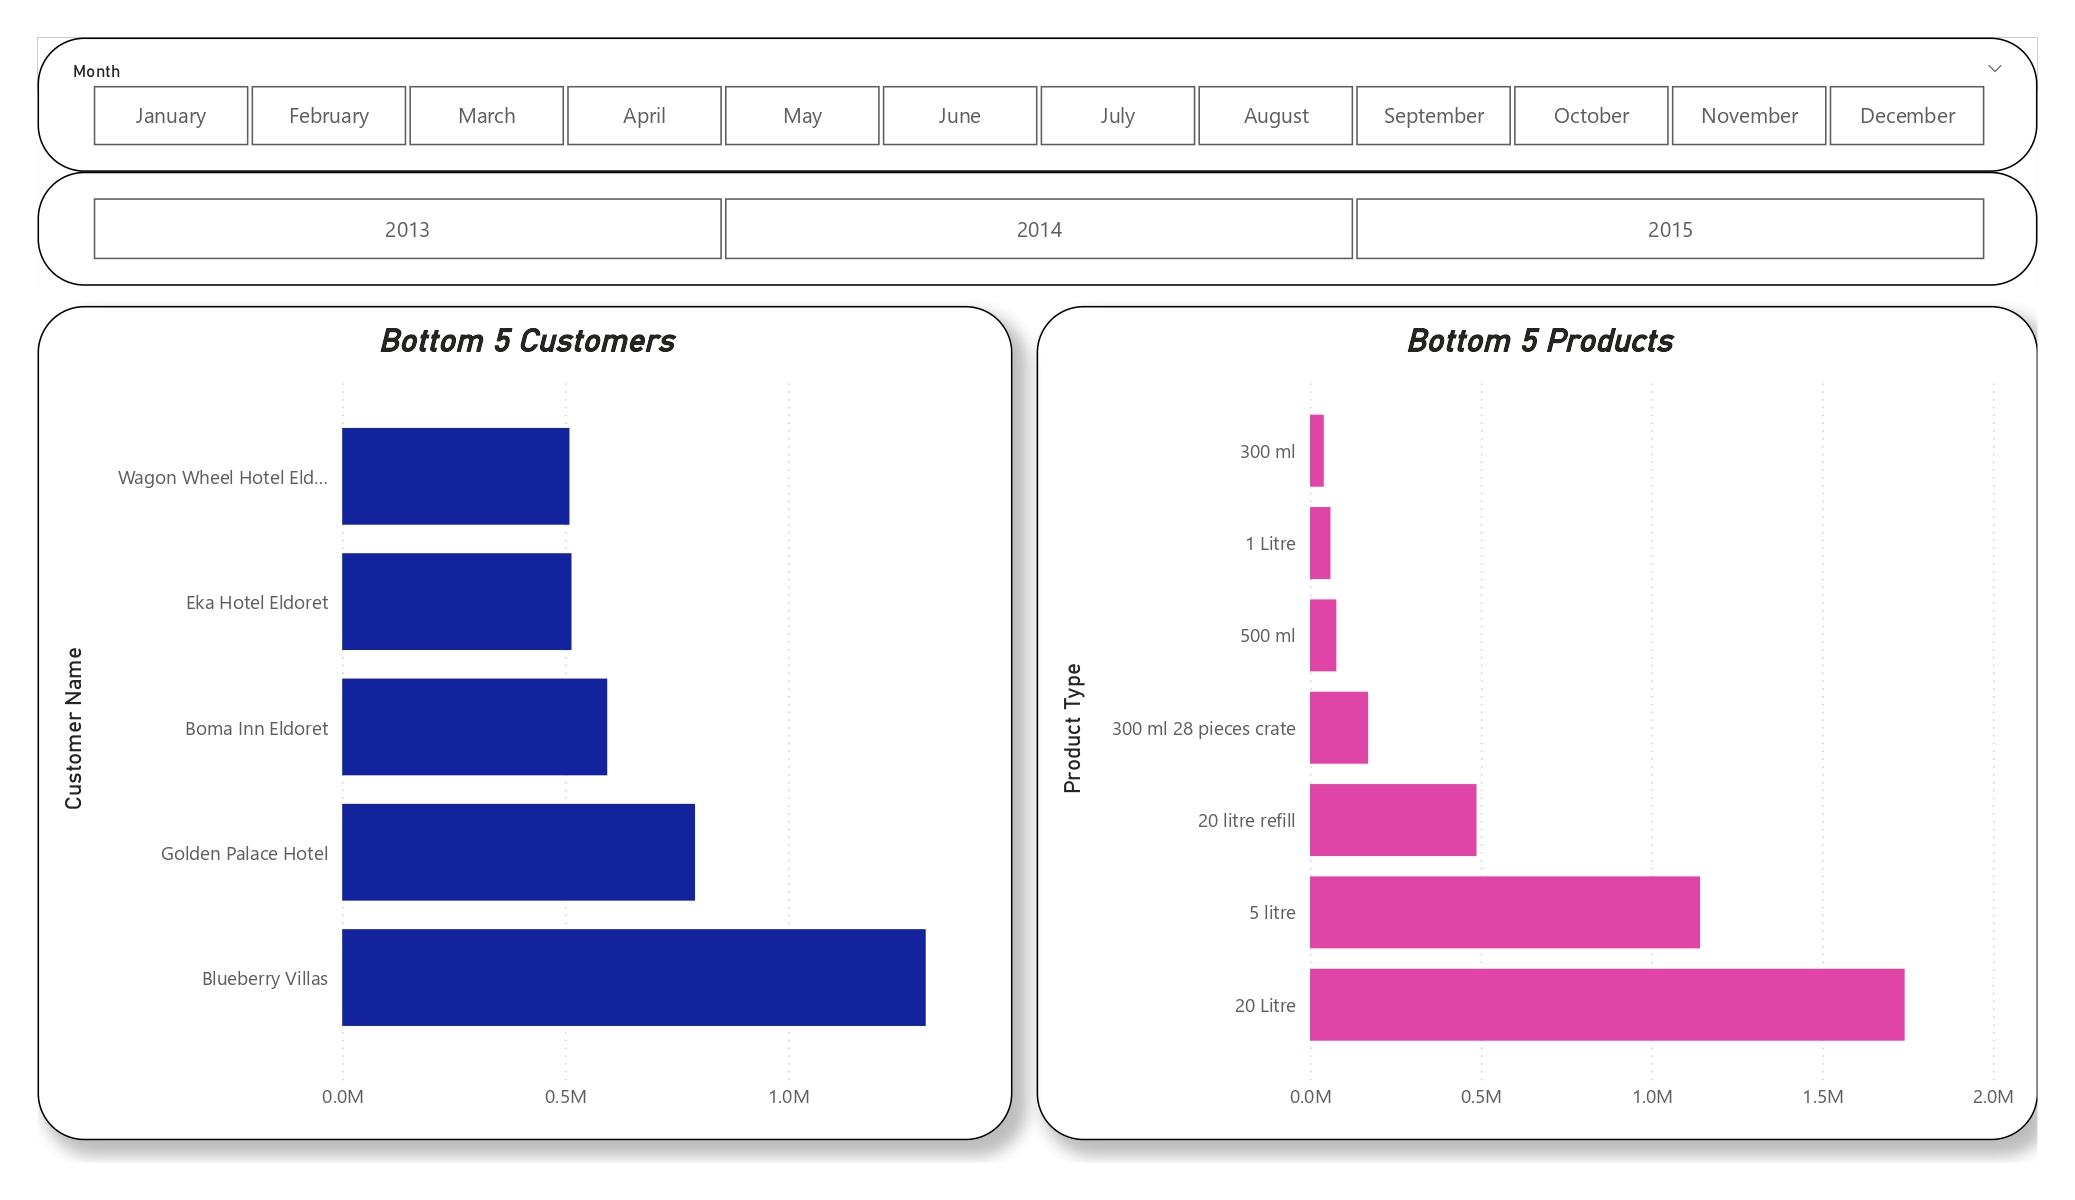 Month
January February March April May June July August September October November December
2013 2014 2015
Bottom 5 Customers
Customer Name
Wagon Wheel Hotel Eld...
Eka Hotel Eldoret
Boma Inn Eldoret
Golden Palace Hotel
Blueberry Villas
0.0M 0.5M 1.0M
Bottom 5 Products
Product Type
300 ml
1 Litre
500 ml
300 ml 28 pieces crate
20 litre refill
5 litre
20 Litre
0.0M 0.5M 1.0M 1.5M 2.0M